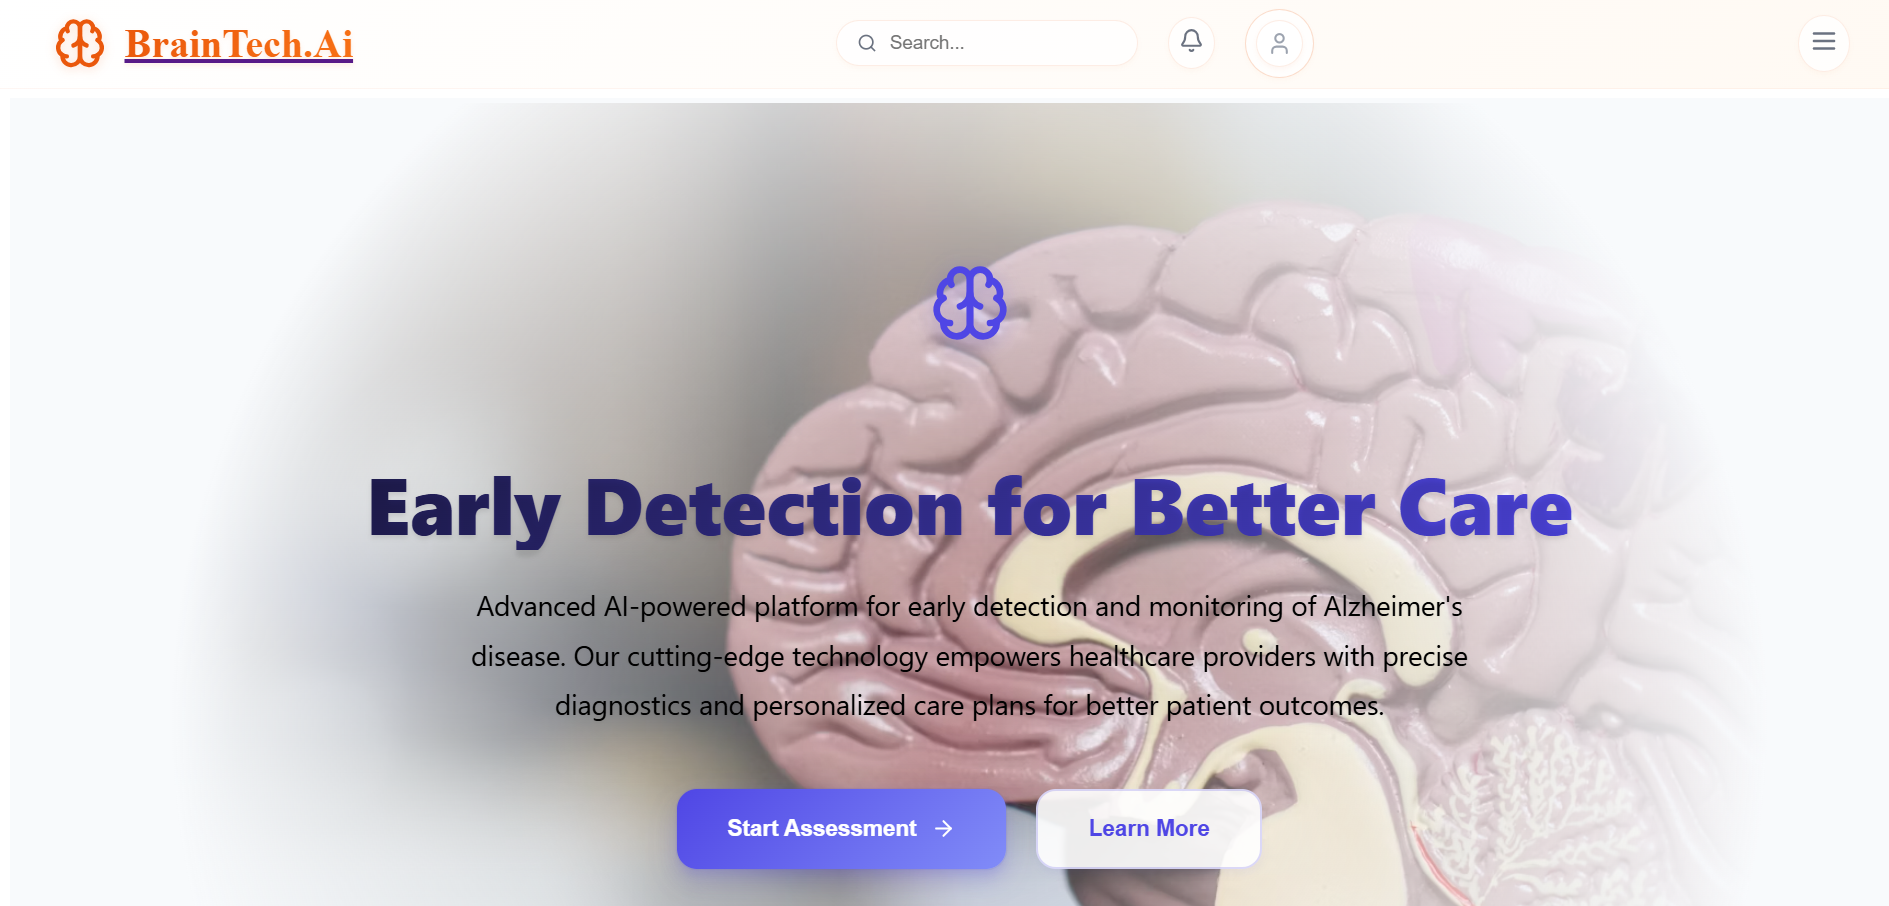 BrainTech.Ai
Search...
Early Detection for Better Care
Advanced AI-powered platform for early detection and monitoring of Alzheimer's
disease. Our cutting-edge technology empowers healthcare providers with precise
diagnostics and personalized care plans for better patient outcomes.
Start Assessment
Learn More